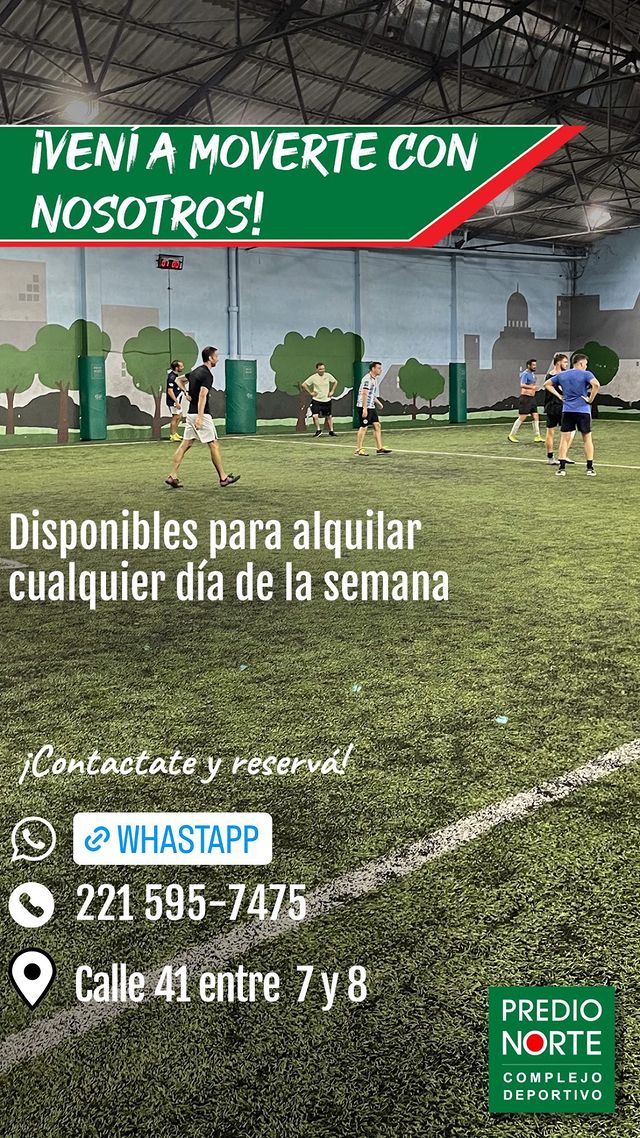 ¡VENÍ A MOVERTE CON
NOSOTROS!
Disponibles para alquilar
cualquier día de la semana
¡Contactate y reservá!
WHASTAPP
221 595-7475
Calle 41 entre 7 y 8
PREDIO
NORTE
COMPLEJO
DEPORTIVO